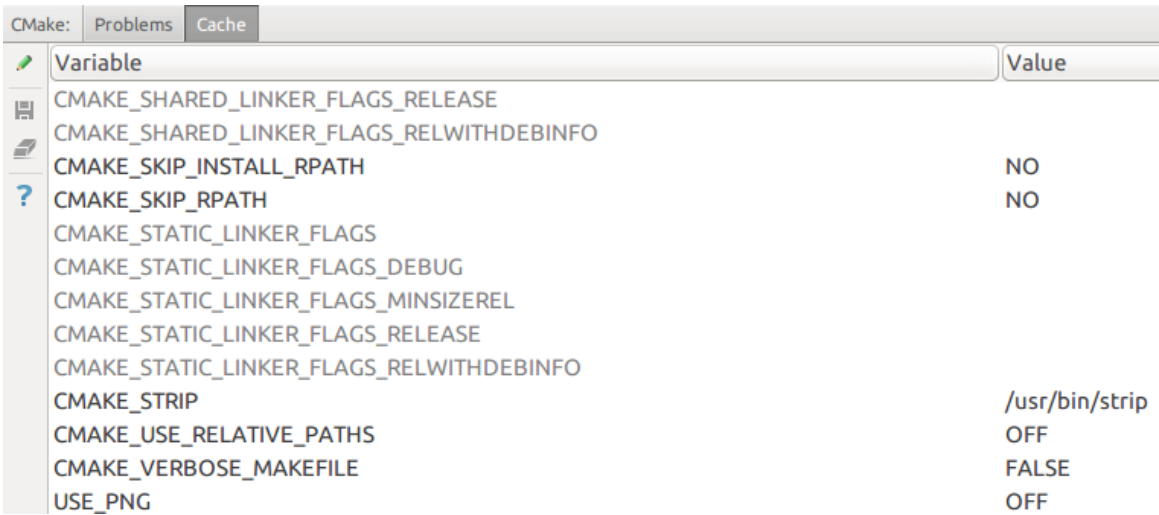 CMake: Problems Cache
Variable Value
CMAKE_SHARED_LINKER_FLAGS_RELEASE
CMAKE_SHARED_LINKER_FLAGS_RELWITHDEBINFO
CMAKE_SKIP_INSTALL_RPATH NO
? CMAKE_SKIP_RPATH NO
CMAKE_STATIC_LINKER_FLAGS
CMAKE_STATIC_LINKER_FLAGS_DEBUG
CMAKE_STATIC_LINKER_FLAGS_MINSIZEREL
CMAKE_STATIC_LINKER_FLAGS_RELEASE
CMAKE_STATIC_LINKER_FLAGS_RELWITHDEBINFO
CMAKE_STRIP /usr/bin/strip
CMAKE_USE_RELATIVE_PATHS OFF
CMAKE_VERBOSE_MAKEFILE FALSE
USE_PNG OFF